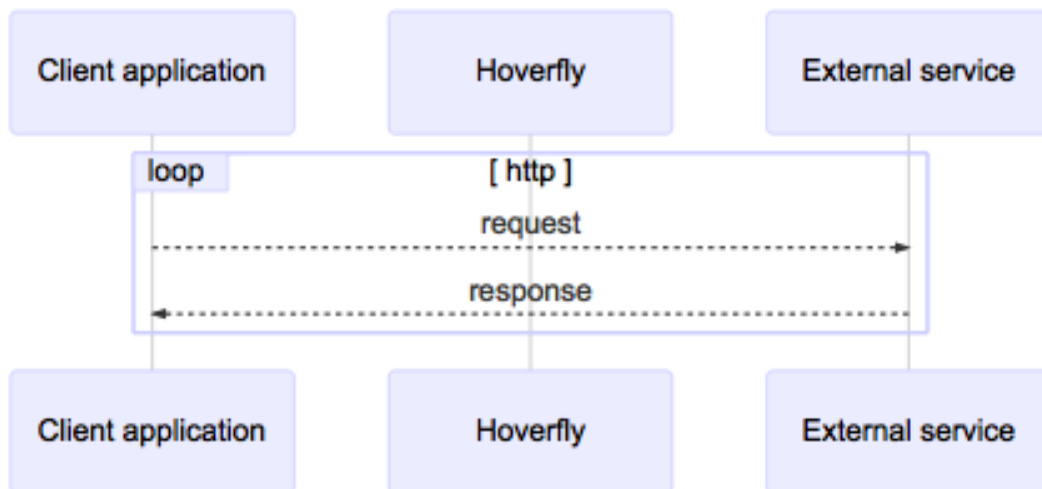 Client application
Hoverfly
External service
loop
[ http ]
request
response
Client application
Hoverfly
External service